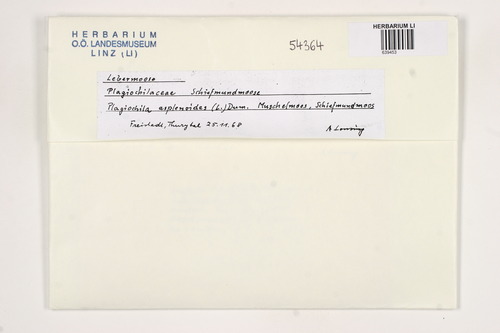 HERBARIUM
O.Ö. LANDESMUSEUM
LINZ (LI)
54364
HERBARIUM LI
Lebermoose
Plagiochilaceae Schiefmundmoose
Plagiochila asplenoides (L.) Dum. Muschelmoos, Schiefmundmoos
Freistadt, Thurytal 25.11.68